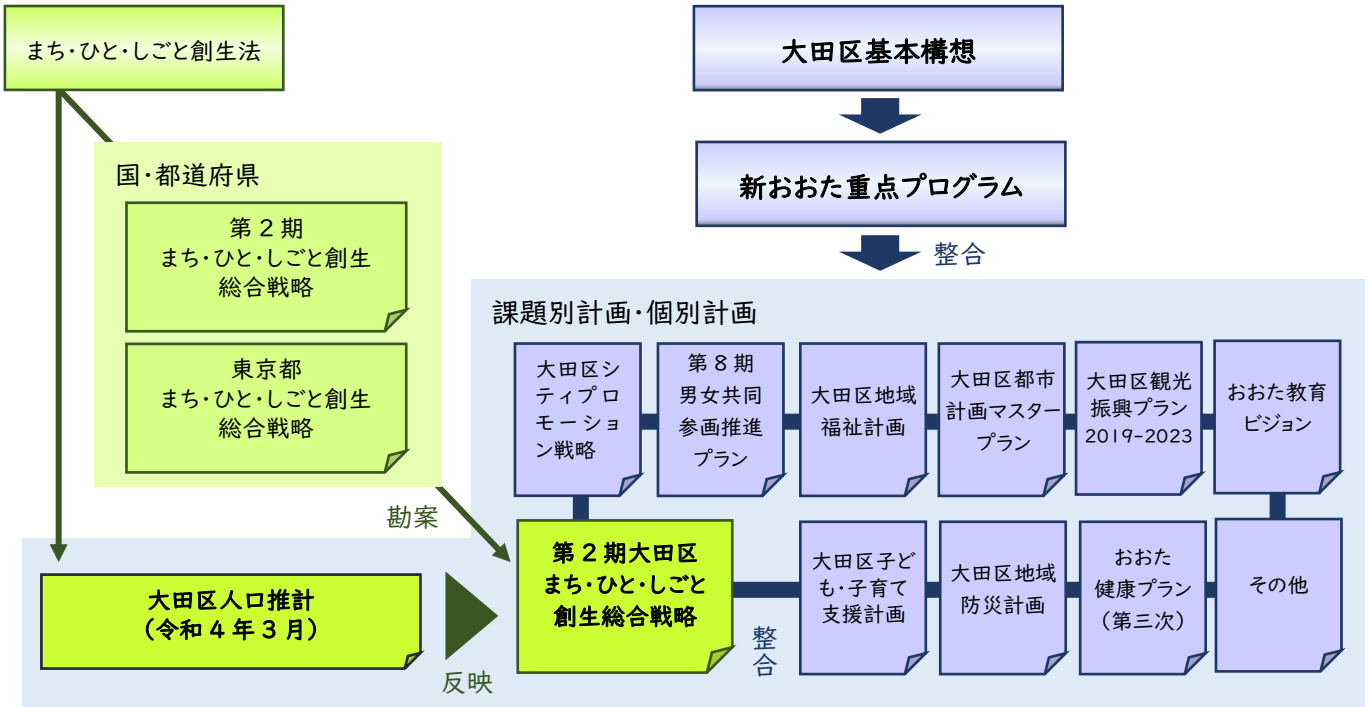 まち・ひと・しごと創生法
大田区基本構想
国・都道府県
新おおた重点プログラム
第2期
まち・ひと・しごと創生
総合戦略
整合
東京都
まち・ひと・しごと創生
総合戦略
課題別計画・個別計画
大田区シ
ティプロ
モーショ
ン戦略
第8期
男女共同
参画推進
プラン
大田区地域
福祉計画
大田区都市
計画マスター
プラン
大田区観光
振興プラン
2019-2023
おおた教育
ビジョン
勘案
大田区人口推計
（令和4年3月）
反映
第2期大田区
まち・ひと・しごと
創生総合戦略
整合
大田区子ど
も・子育て
支援計画
大田区地域
防災計画
おおた
健康プラン
（第三次）
その他